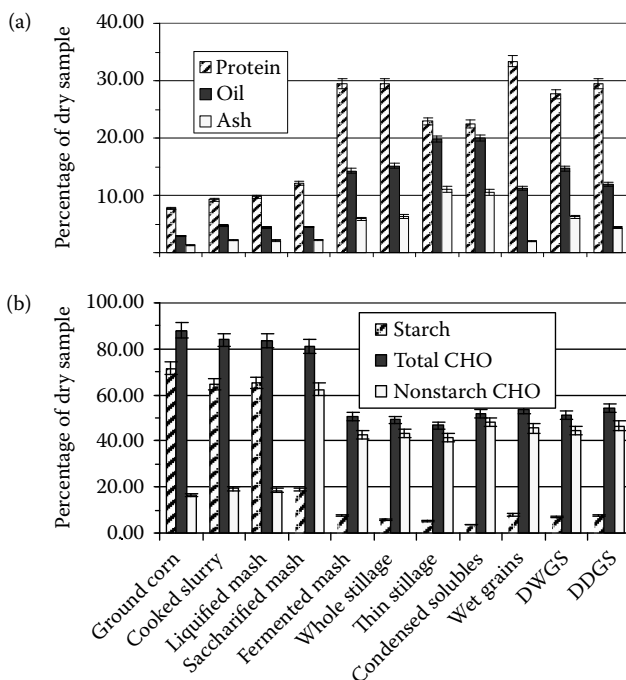 (a)
40.00
30.00
20.00
10.00
Percentage of dry sample
Protein
Oil
Ash
(b)
100.00
80.00
60.00
40.00
20.00
0.00
Percentage of dry sample
Starch
Total CHO
Nonstarch CHO
Ground corn
Cooked slurry
Liquified mash
Saccharified mash
Fermented mash
Whole stillage
Thin stillage
Condensed solubles
Wet grains
DWGS
DDGS